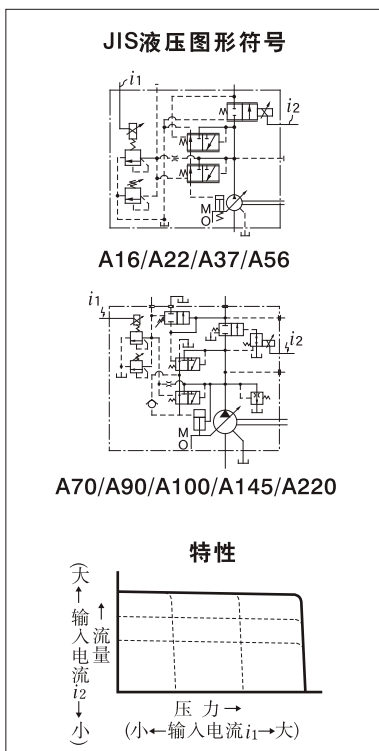 JIS液压图形符号
i1
i2
M
O
A16/A22/A37/A56
i1
i2
M
O
A70/A90/A100/A145/A220
特性
(大←输入电流i2→小)
←流量
压 力→
(小←输入电流i1→大)